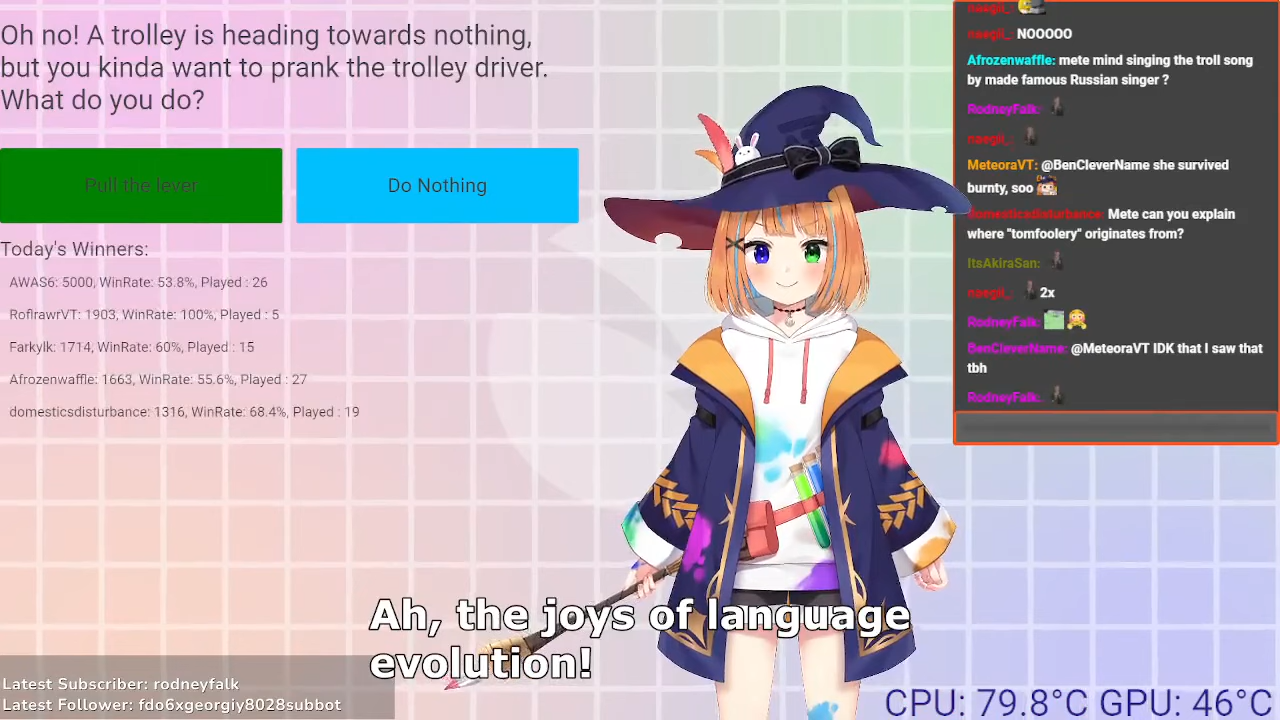 Oh no! A trolley is heading towards nothing,
but you kinda want to prank the trolley driver.
What do you do?
Pull the lever
Do Nothing
Today's Winners:
AWAS6: 5000, WinRate: 53.8%, Played : 26
RoflrawrVT: 1903, WinRate: 100%, Played : 5
Farkylk: 1714, WinRate: 60%, Played : 15
Afrozenwaffle: 1663, WinRate: 55.6%, Played : 27
domesticsdisturbance: 1316, WinRate: 68.4%, Played : 19
naegii_:
naegii_: NOOOOO
Afrozenwaffle: mete mind singing the troll song
by made famous Russian singer ?
RodneyFalk:
naegii_:
MeteoraVT: @BenCleverName she survived
burnty, soo
domesticsdisturbance: Mete can you explain
where "tomfoolery" originates from?
ItsAkiraSan:
naegii_: 2x
RodneyFalk:
BenCleverName: @MeteoraVT IDK that I saw that
tbh
RodneyFalk:
Ah, the joys of language
evolution!
Latest Subscriber: rodneyfalk
Latest Follower: fdo6xgeorgiy8028subbot
CPU: 79.8°C GPU: 46°C